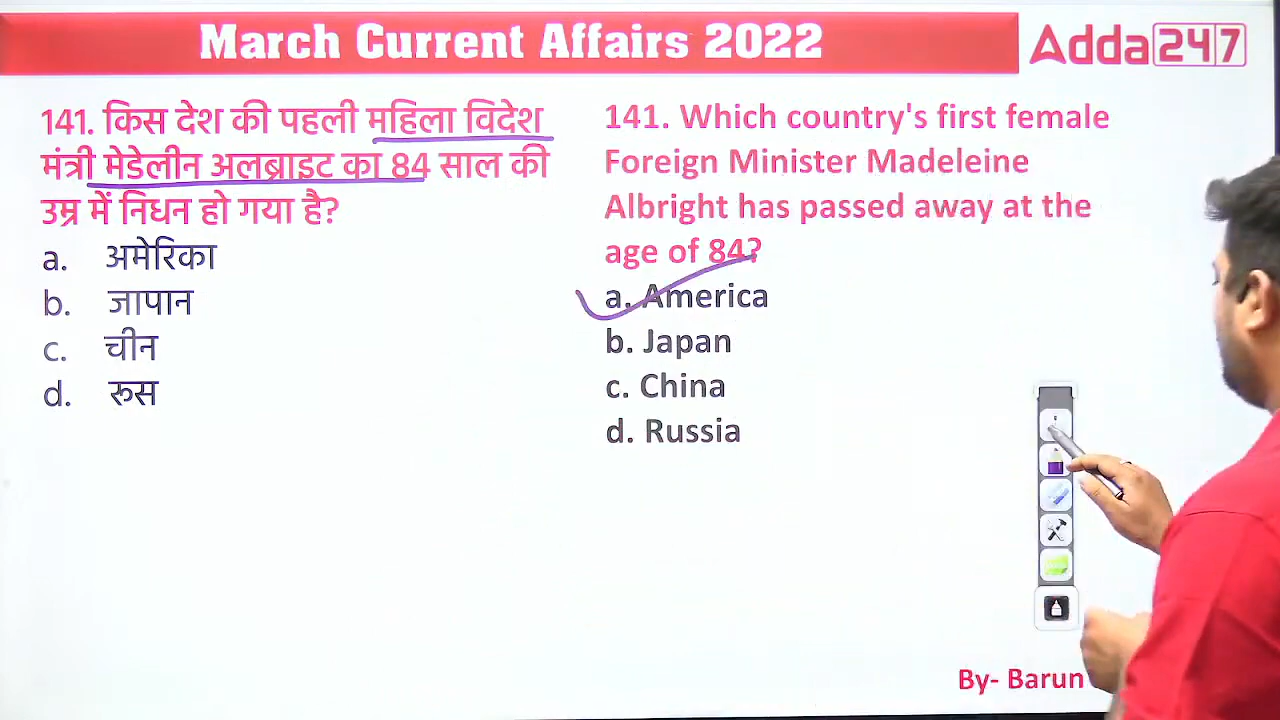 March Current Affairs 2022
Adda247
141. किस देश की पहली महिला विदेश
मंत्री मेडेलीन अलब्राइट का 84 साल की
उम्र में निधन हो गया है?
a. अमेरिका
b. जापान
c. चीन
d. रूस
141. Which country's first female
Foreign Minister Madeleine
Albright has passed away at the
age of 84?
a. America
b. Japan
c. China
d. Russia
By- Barun